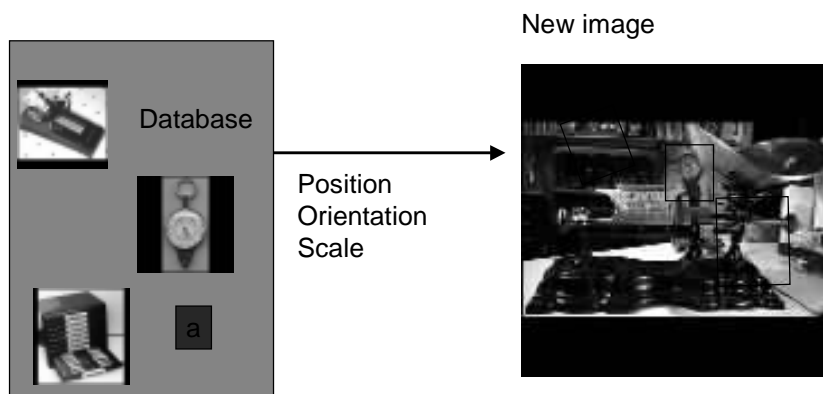 New image
Database
Position
Orientation
Scale
a